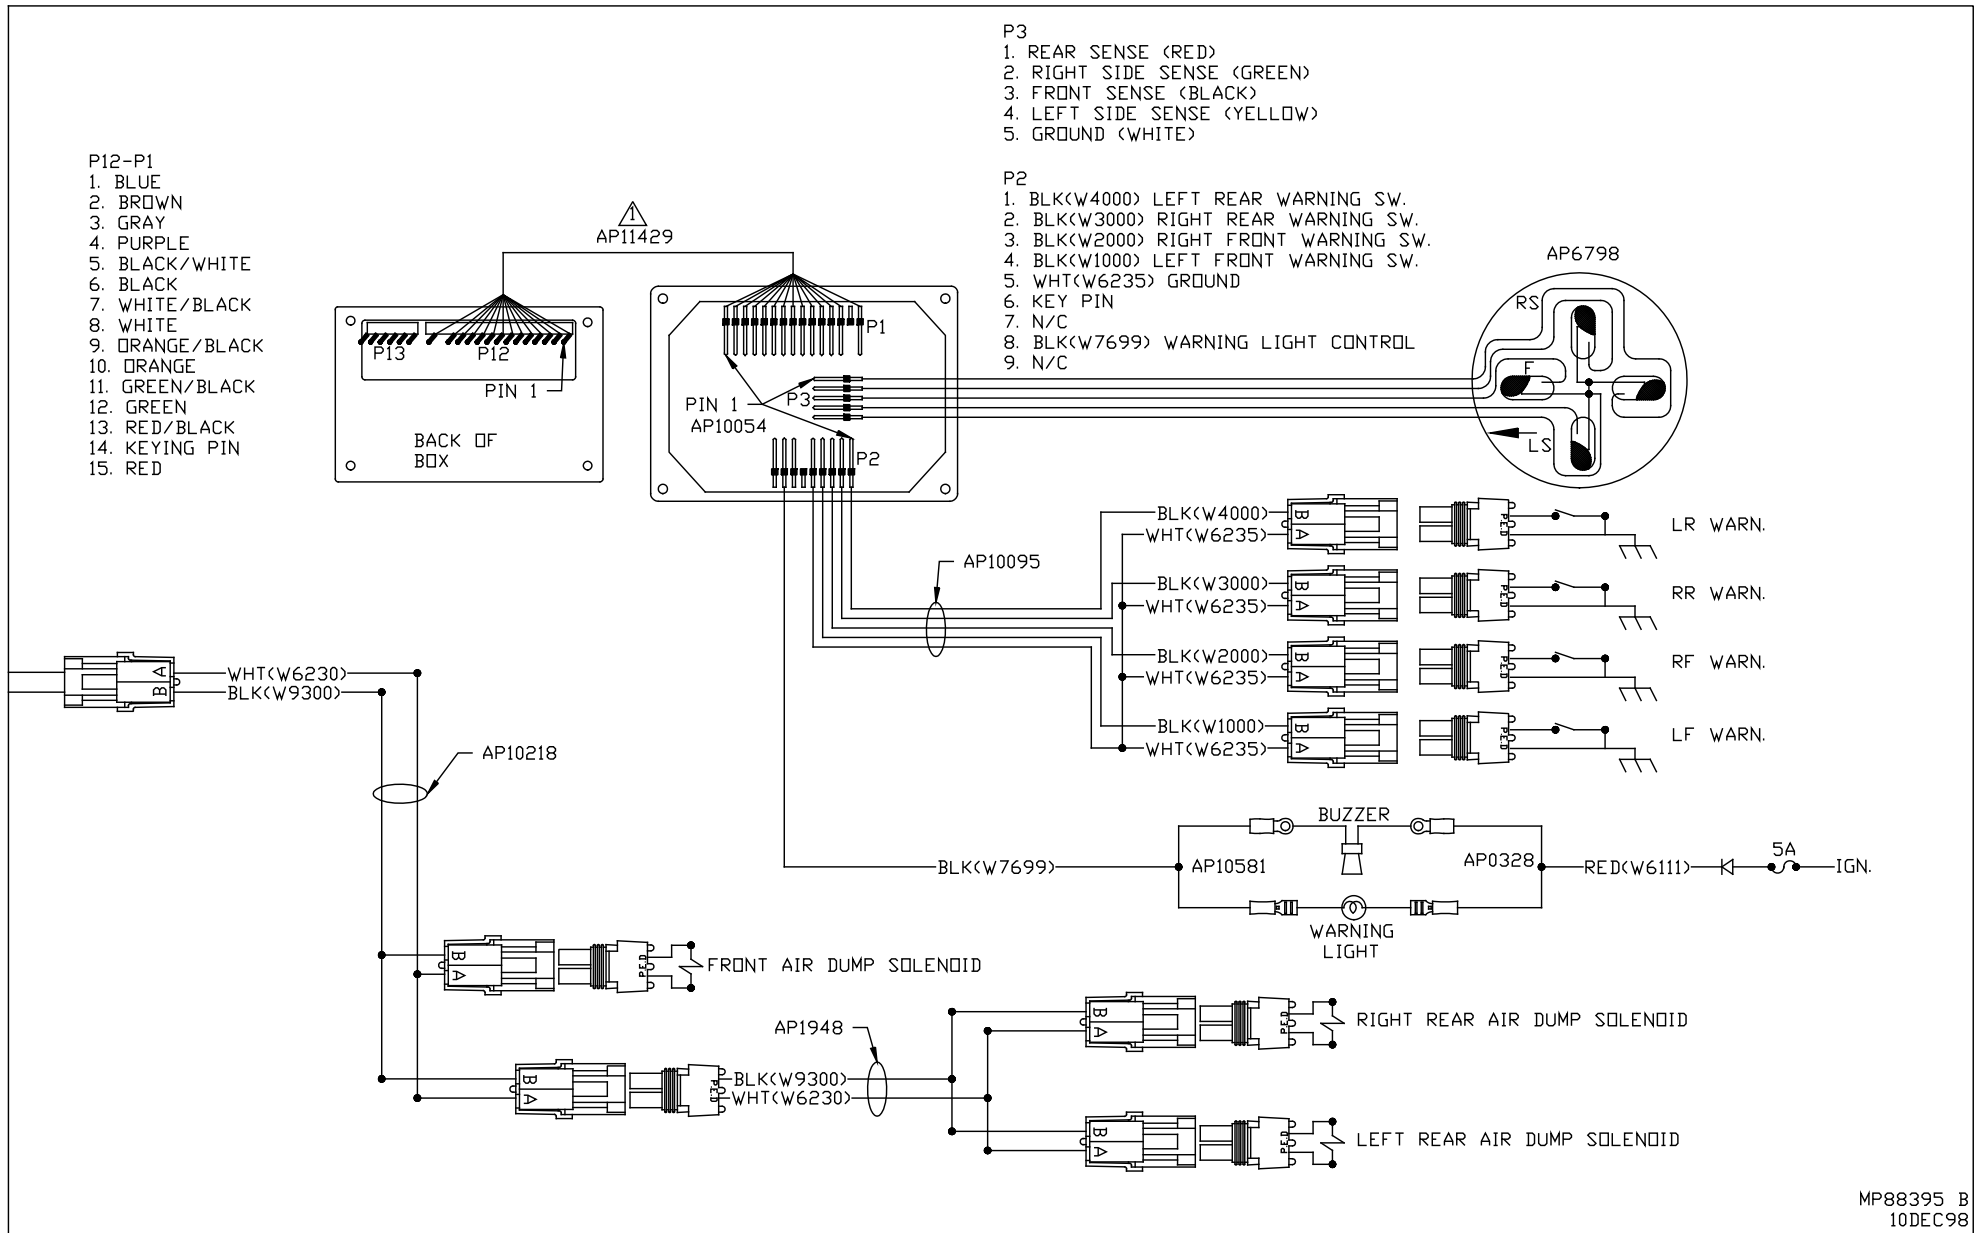 P3
1. REAR SENSE (RED)
2. RIGHT SIDE SENSE (GREEN)
3. FRONT SENSE (BLACK)
4. LEFT SIDE SENSE (YELLOW)
5. GROUND (WHITE)
P12-P1
1. BLUE
2. BROWN
3. GRAY
4. PURPLE
5. BLACK/WHITE
6. BLACK
7. WHITE/BLACK
8. WHITE
9. ORANGE/BLACK
10. ORANGE
11. GREEN/BLACK
12. GREEN
13. RED/BLACK
14. KEYING PIN
15. RED
P2
1. BLK(W4000) LEFT REAR WARNING SW.
2. BLK(W3000) RIGHT REAR WARNING SW.
3. BLK(W2000) RIGHT FRONT WARNING SW.
4. BLK(W1000) LEFT FRONT WARNING SW.
5. WHT(W6235) GROUND
6. KEY PIN
7. N/C
8. BLK(W7699) WARNING LIGHT CONTROL
9. N/C
1
AP11429
AP6798
RS
F
LS
P13
P12
PIN 1
BACK OF
BOX
P1
PIN 1
P3
AP10054
P2
BLK(W4000)
WHT(W6235)
B
A
P.E.D
LR WARN.
AP10095
BLK(W3000)
WHT(W6235)
B
A
P.E.D
RR WARN.
BLK(W2000)
WHT(W6235)
B
A
P.E.D
RF WARN.
BLK(W1000)
WHT(W6235)
B
A
P.E.D
LF WARN.
A
B
WHT(W6230)
BLK(W9300)
AP10218
BUZZER
BLK(W7699)
AP10581
AP0328
RED(W6111)
5A
IGN.
WARNING
LIGHT
B
A
P.E.D
FRONT AIR DUMP SOLENOID
AP1948
B
A
P.E.D
BLK(W9300)
WHT(W6230)
B
A
P.E.D
RIGHT REAR AIR DUMP SOLENOID
B
A
P.E.D
LEFT REAR AIR DUMP SOLENOID
MP88395 B
10DEC98